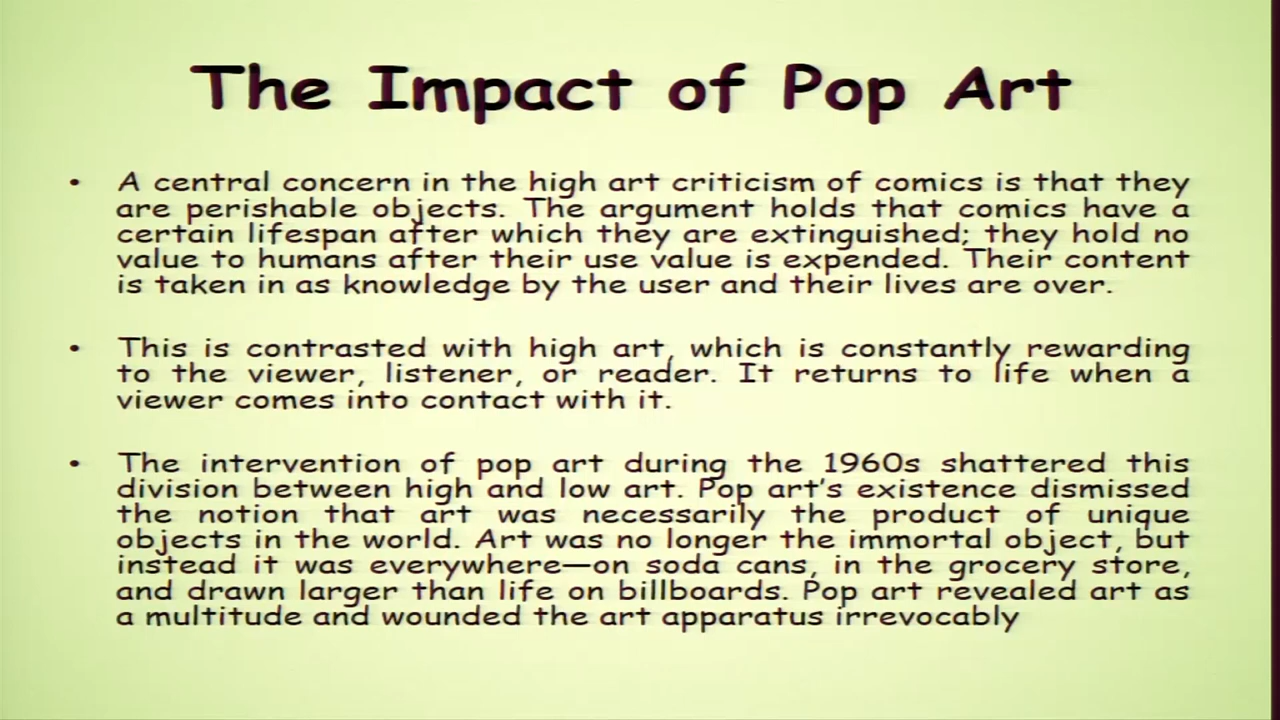 The Impact of Pop Art
• A central concern in the high art criticism of comics is that they
are perishable objects. The argument holds that comics have a
certain lifespan after which they are extinguished; they hold no
value to humans after their use value is expended. Their content
is taken in as knowledge by the user and their lives are over.
• This is contrasted with high art, which is constantly rewarding
to the viewer, listener, or reader. It returns to life when a
viewer comes into contact with it.
• The intervention of pop art during the 1960s shattered this
division between high and low art. Pop art's existence dismissed
the notion that art was necessarily the product of unique
objects in the world. Art was no longer the immortal object, but
instead it was everywhere—on soda cans, in the grocery store,
and drawn larger than life on billboards. Pop art revealed art as
a multitude and wounded the art apparatus irrevocably